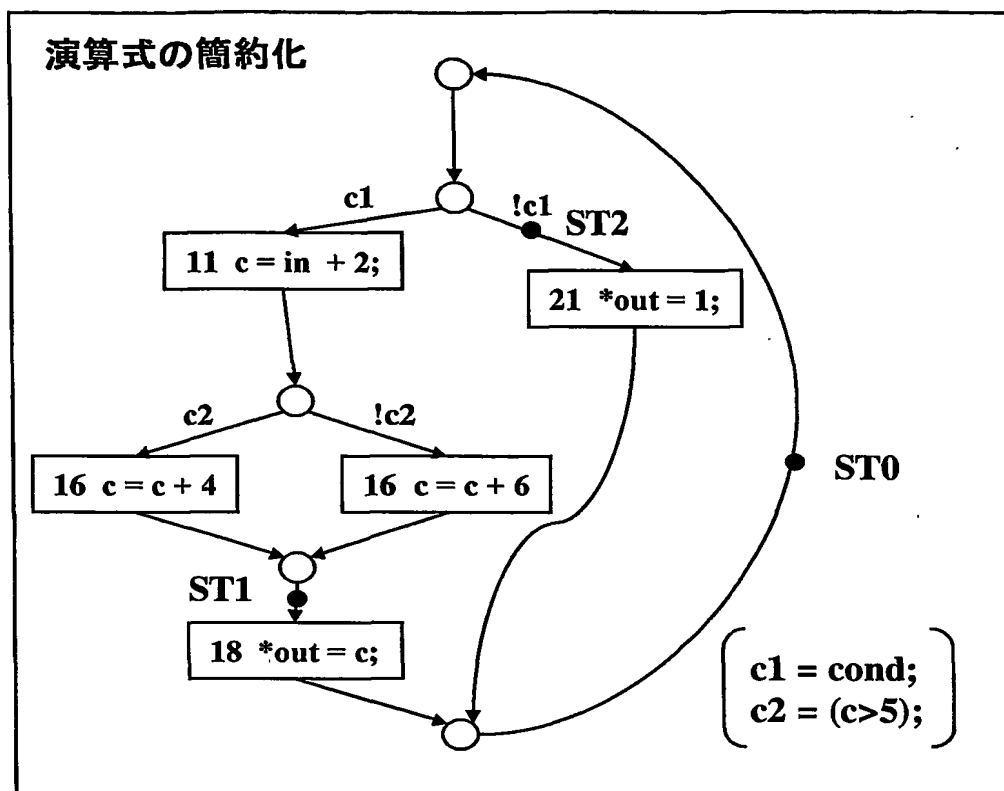 演算式の簡約化
c1
!c1
ST2
11 c = in + 2;
21 *out = 1;
c2
!c2
16 c = c + 4
16 c = c + 6
ST0
ST1
18 *out = c;
c1 = cond;
c2 = (c>5);